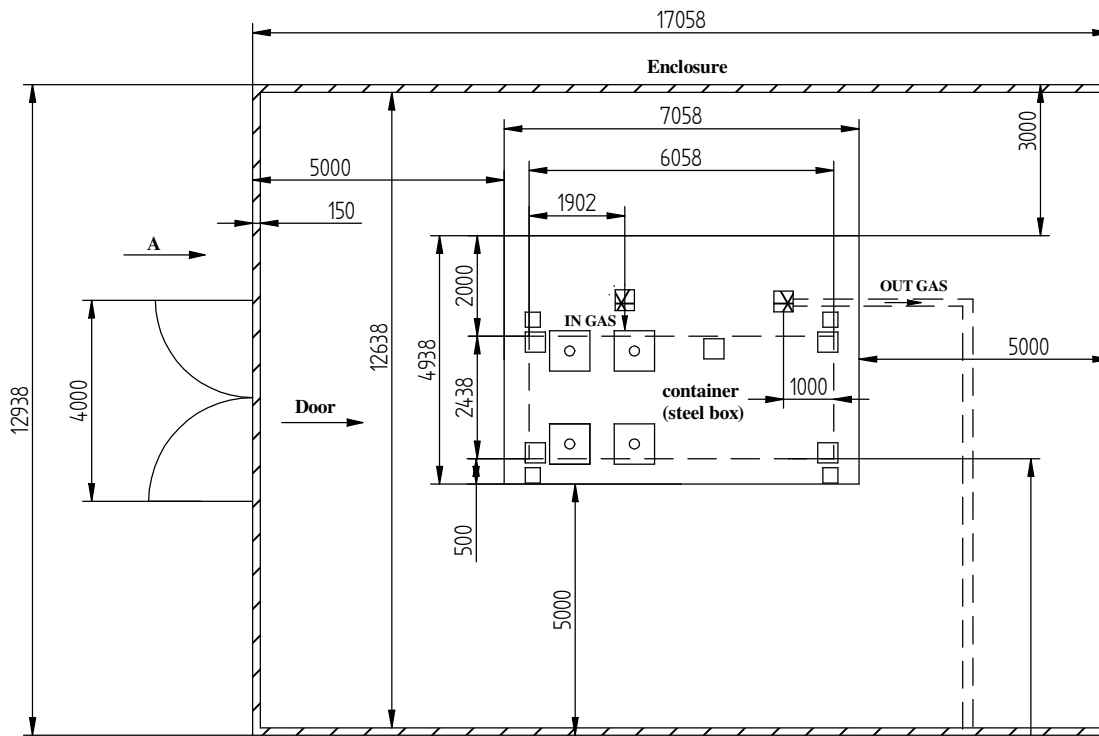 17058
Enclosure
7058
3000
6058
5000
1902
150
A
2000
OUT GAS
IN GAS
12938
4000
12638
4938
5000
2438
container
(steel box)
1000
Door
500
5000